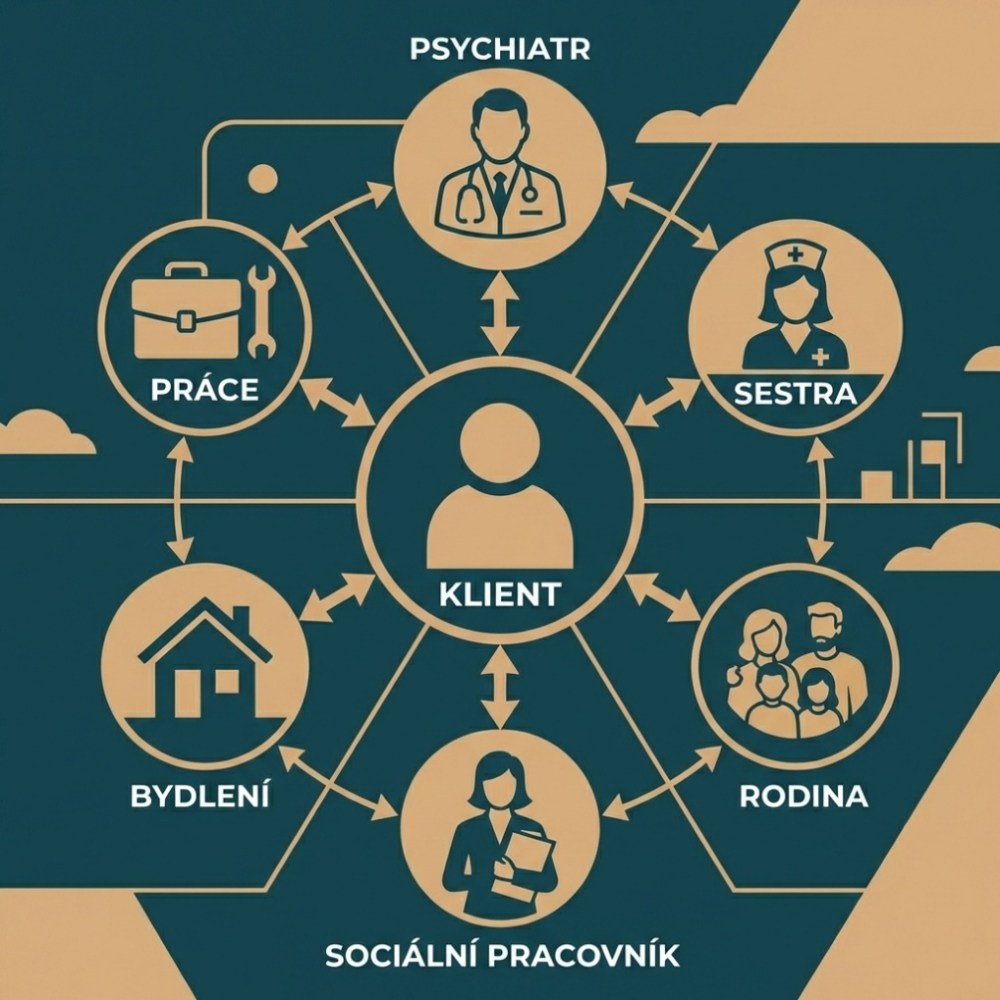 PSYCHIATR
PRÁCE
SESTRA
KLIENT
BYDLENÍ
RODINA
SOCIÁLNÍ PRACOVNÍK